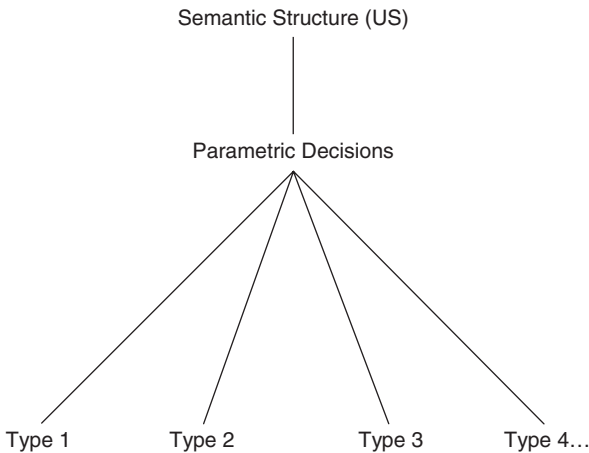 Semantic Structure (US)
Parametric Decisions
Type 1 Type 2 Type 3 Type 4…